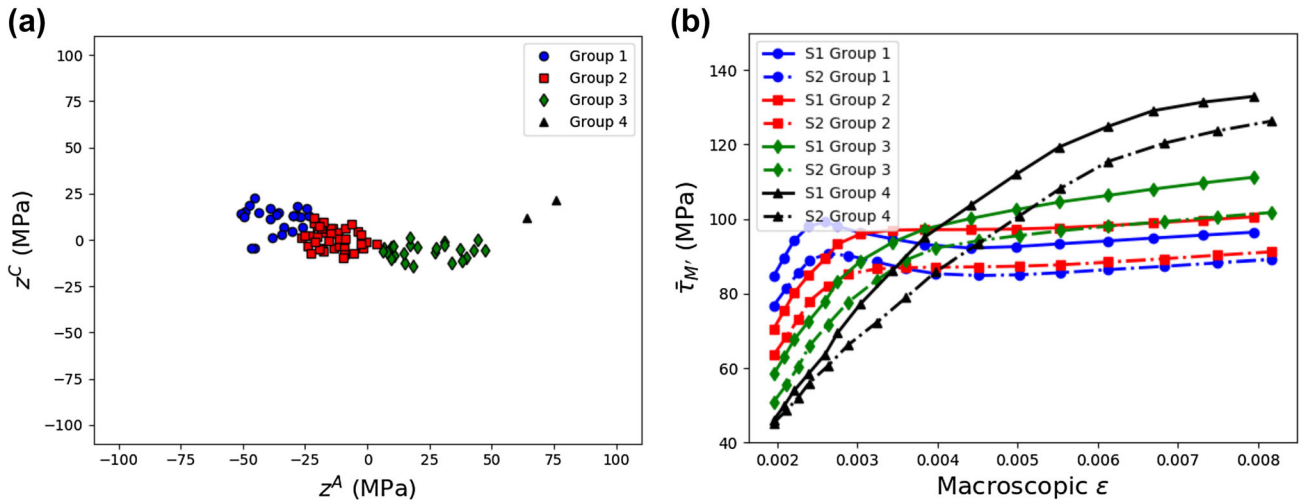 (a)
100
75
50
25
0
−25
−50
−75
−100
z^C (MPa)
−100 −75 −50 −25 0 25 50 75 100
z^A (MPa)
Group 1
Group 2
Group 3
Group 4
(b)
140
120
100
80
60
40
τ̄_M′ (MPa)
0.002 0.003 0.004 0.005 0.006 0.007 0.008
Macroscopic ε
S1 Group 1
S2 Group 1
S1 Group 2
S2 Group 2
S1 Group 3
S2 Group 3
S1 Group 4
S2 Group 4